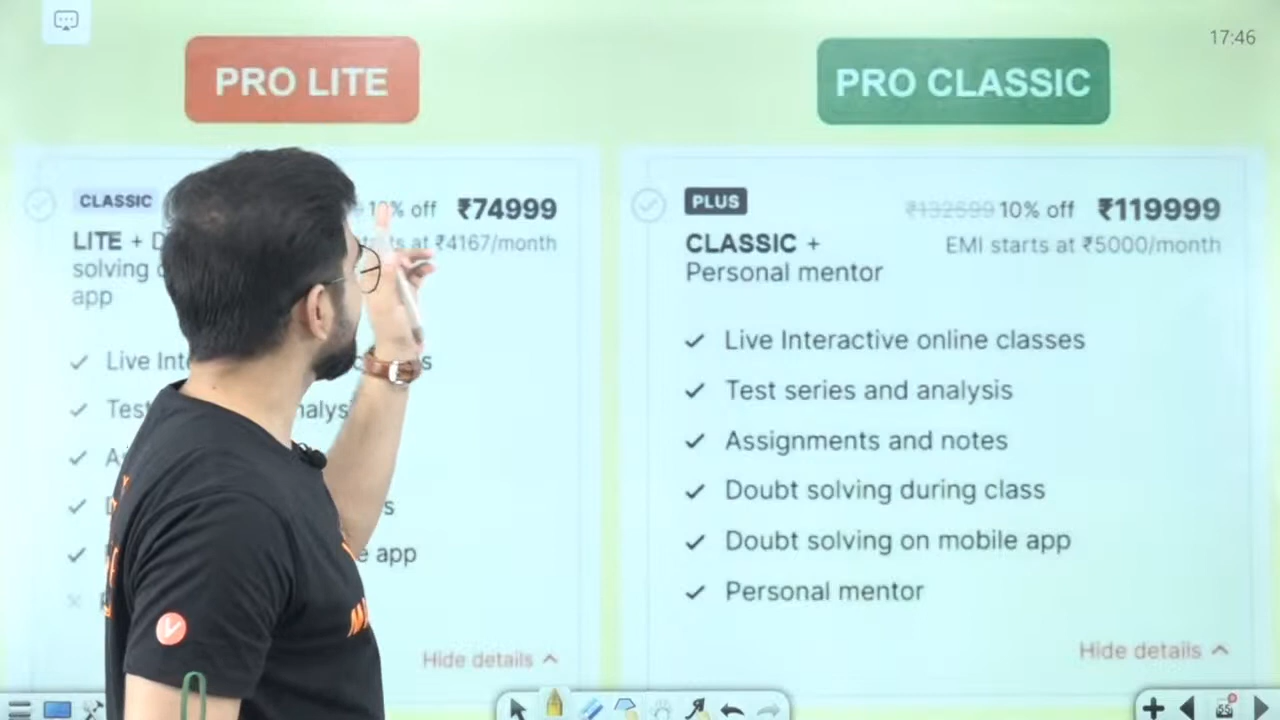 17:46
PRO LITE
PRO CLASSIC
CLASSIC
10% off ₹74999
LITE + D
at ₹4167/month
solving
app
Live Inte
Test
analysis
app
Hide details
PLUS
₹132699 10% off ₹119999
CLASSIC +
EMI starts at ₹5000/month
Personal mentor
Live Interactive online classes
Test series and analysis
Assignments and notes
Doubt solving during class
Doubt solving on mobile app
Personal mentor
Hide details
55